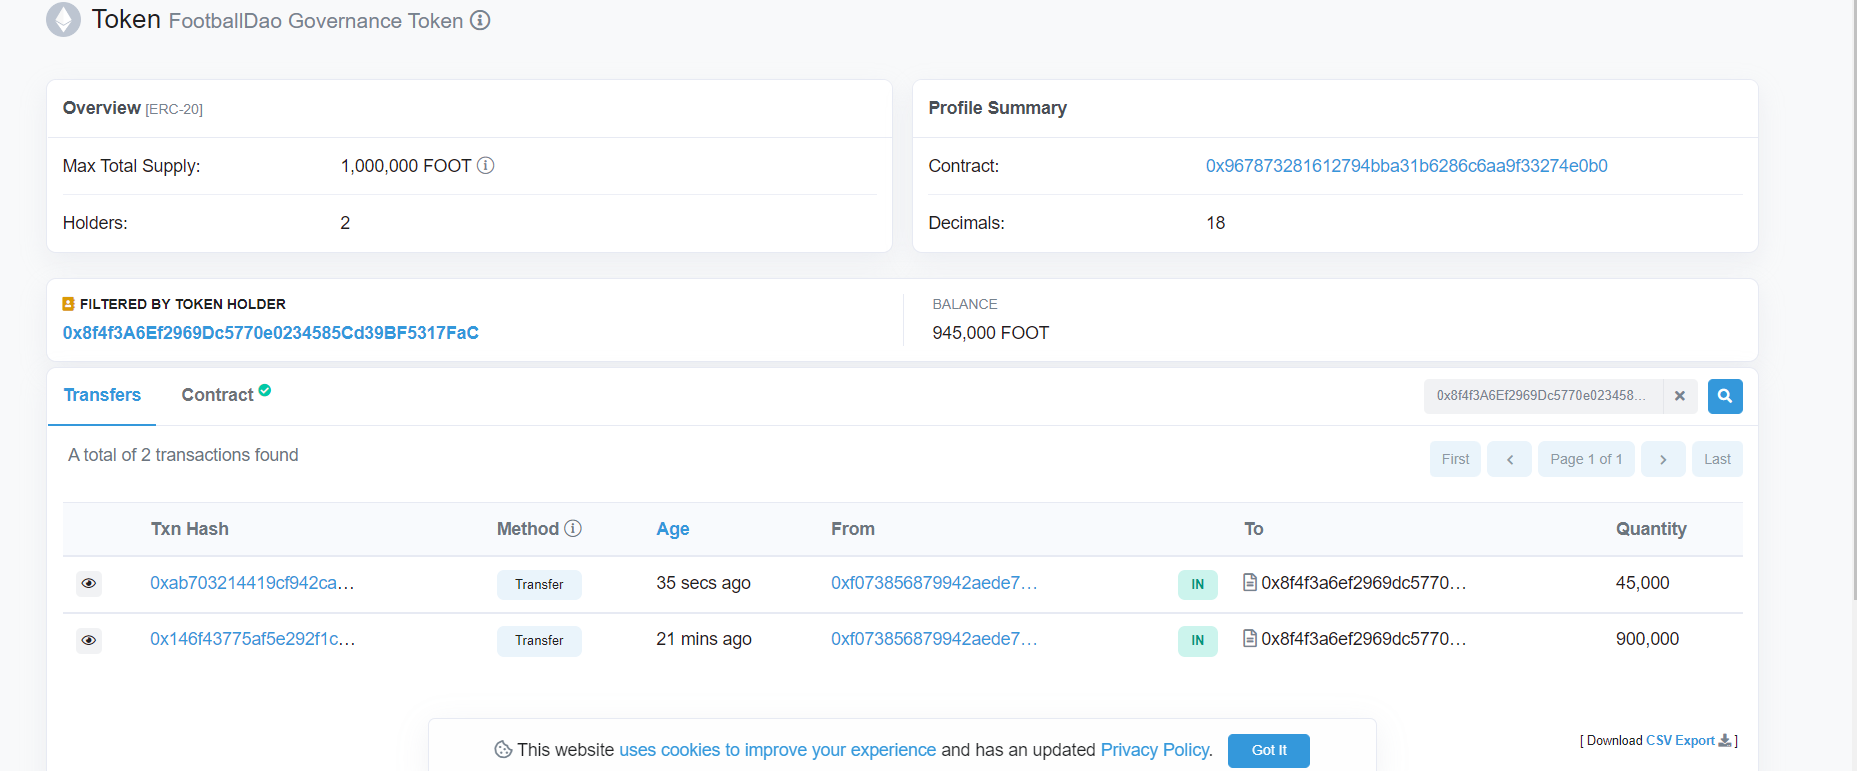 Token FootballDao Governance Token
Overview [ERC-20]
Max Total Supply: 1,000,000 FOOT
Holders: 2
Profile Summary
Contract: 0x967873281612794bba31b6286c6aa9f33274e0b0
Decimals: 18
FILTERED BY TOKEN HOLDER
0x8f4f3A6Ef2969Dc5770e0234585Cd39BF5317FaC
BALANCE
945,000 FOOT
Transfers Contract
0x8f4f3A6Ef2969Dc5770e023458...
A total of 2 transactions found
First Page 1 of 1 Last
Txn Hash Method Age From To Quantity
0xab703214419cf942ca... Transfer 35 secs ago 0xf073856879942aede7... IN 0x8f4f3a6ef2969dc5770... 45,000
0x146f43775af5e292f1c... Transfer 21 mins ago 0xf073856879942aede7... IN 0x8f4f3a6ef2969dc5770... 900,000
This website uses cookies to improve your experience and has an updated Privacy Policy. Got It
[ Download CSV Export ]